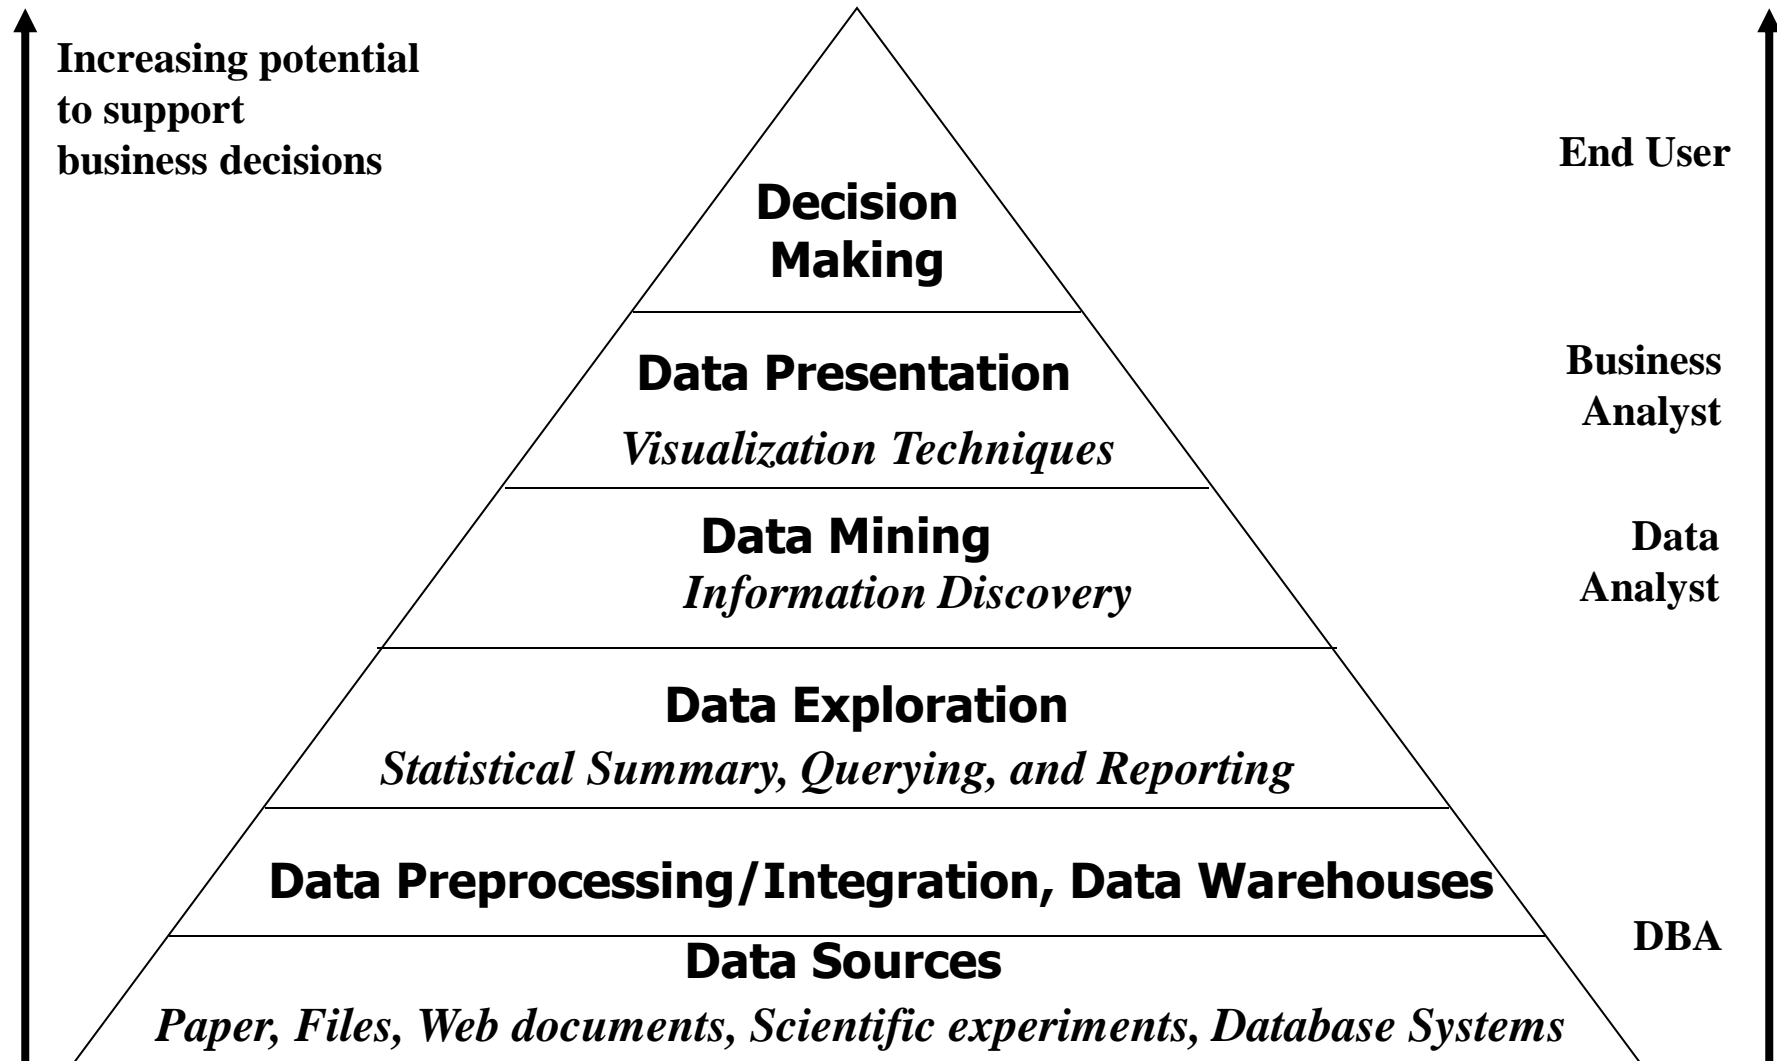 Increasing potential
to support
business decisions
End User
Decision
Making
Data Presentation
Visualization Techniques
Business
Analyst
Data Mining
Information Discovery
Data
Analyst
Data Exploration
Statistical Summary, Querying, and Reporting
Data Preprocessing/Integration, Data Warehouses
DBA
Data Sources
Paper, Files, Web documents, Scientific experiments, Database Systems